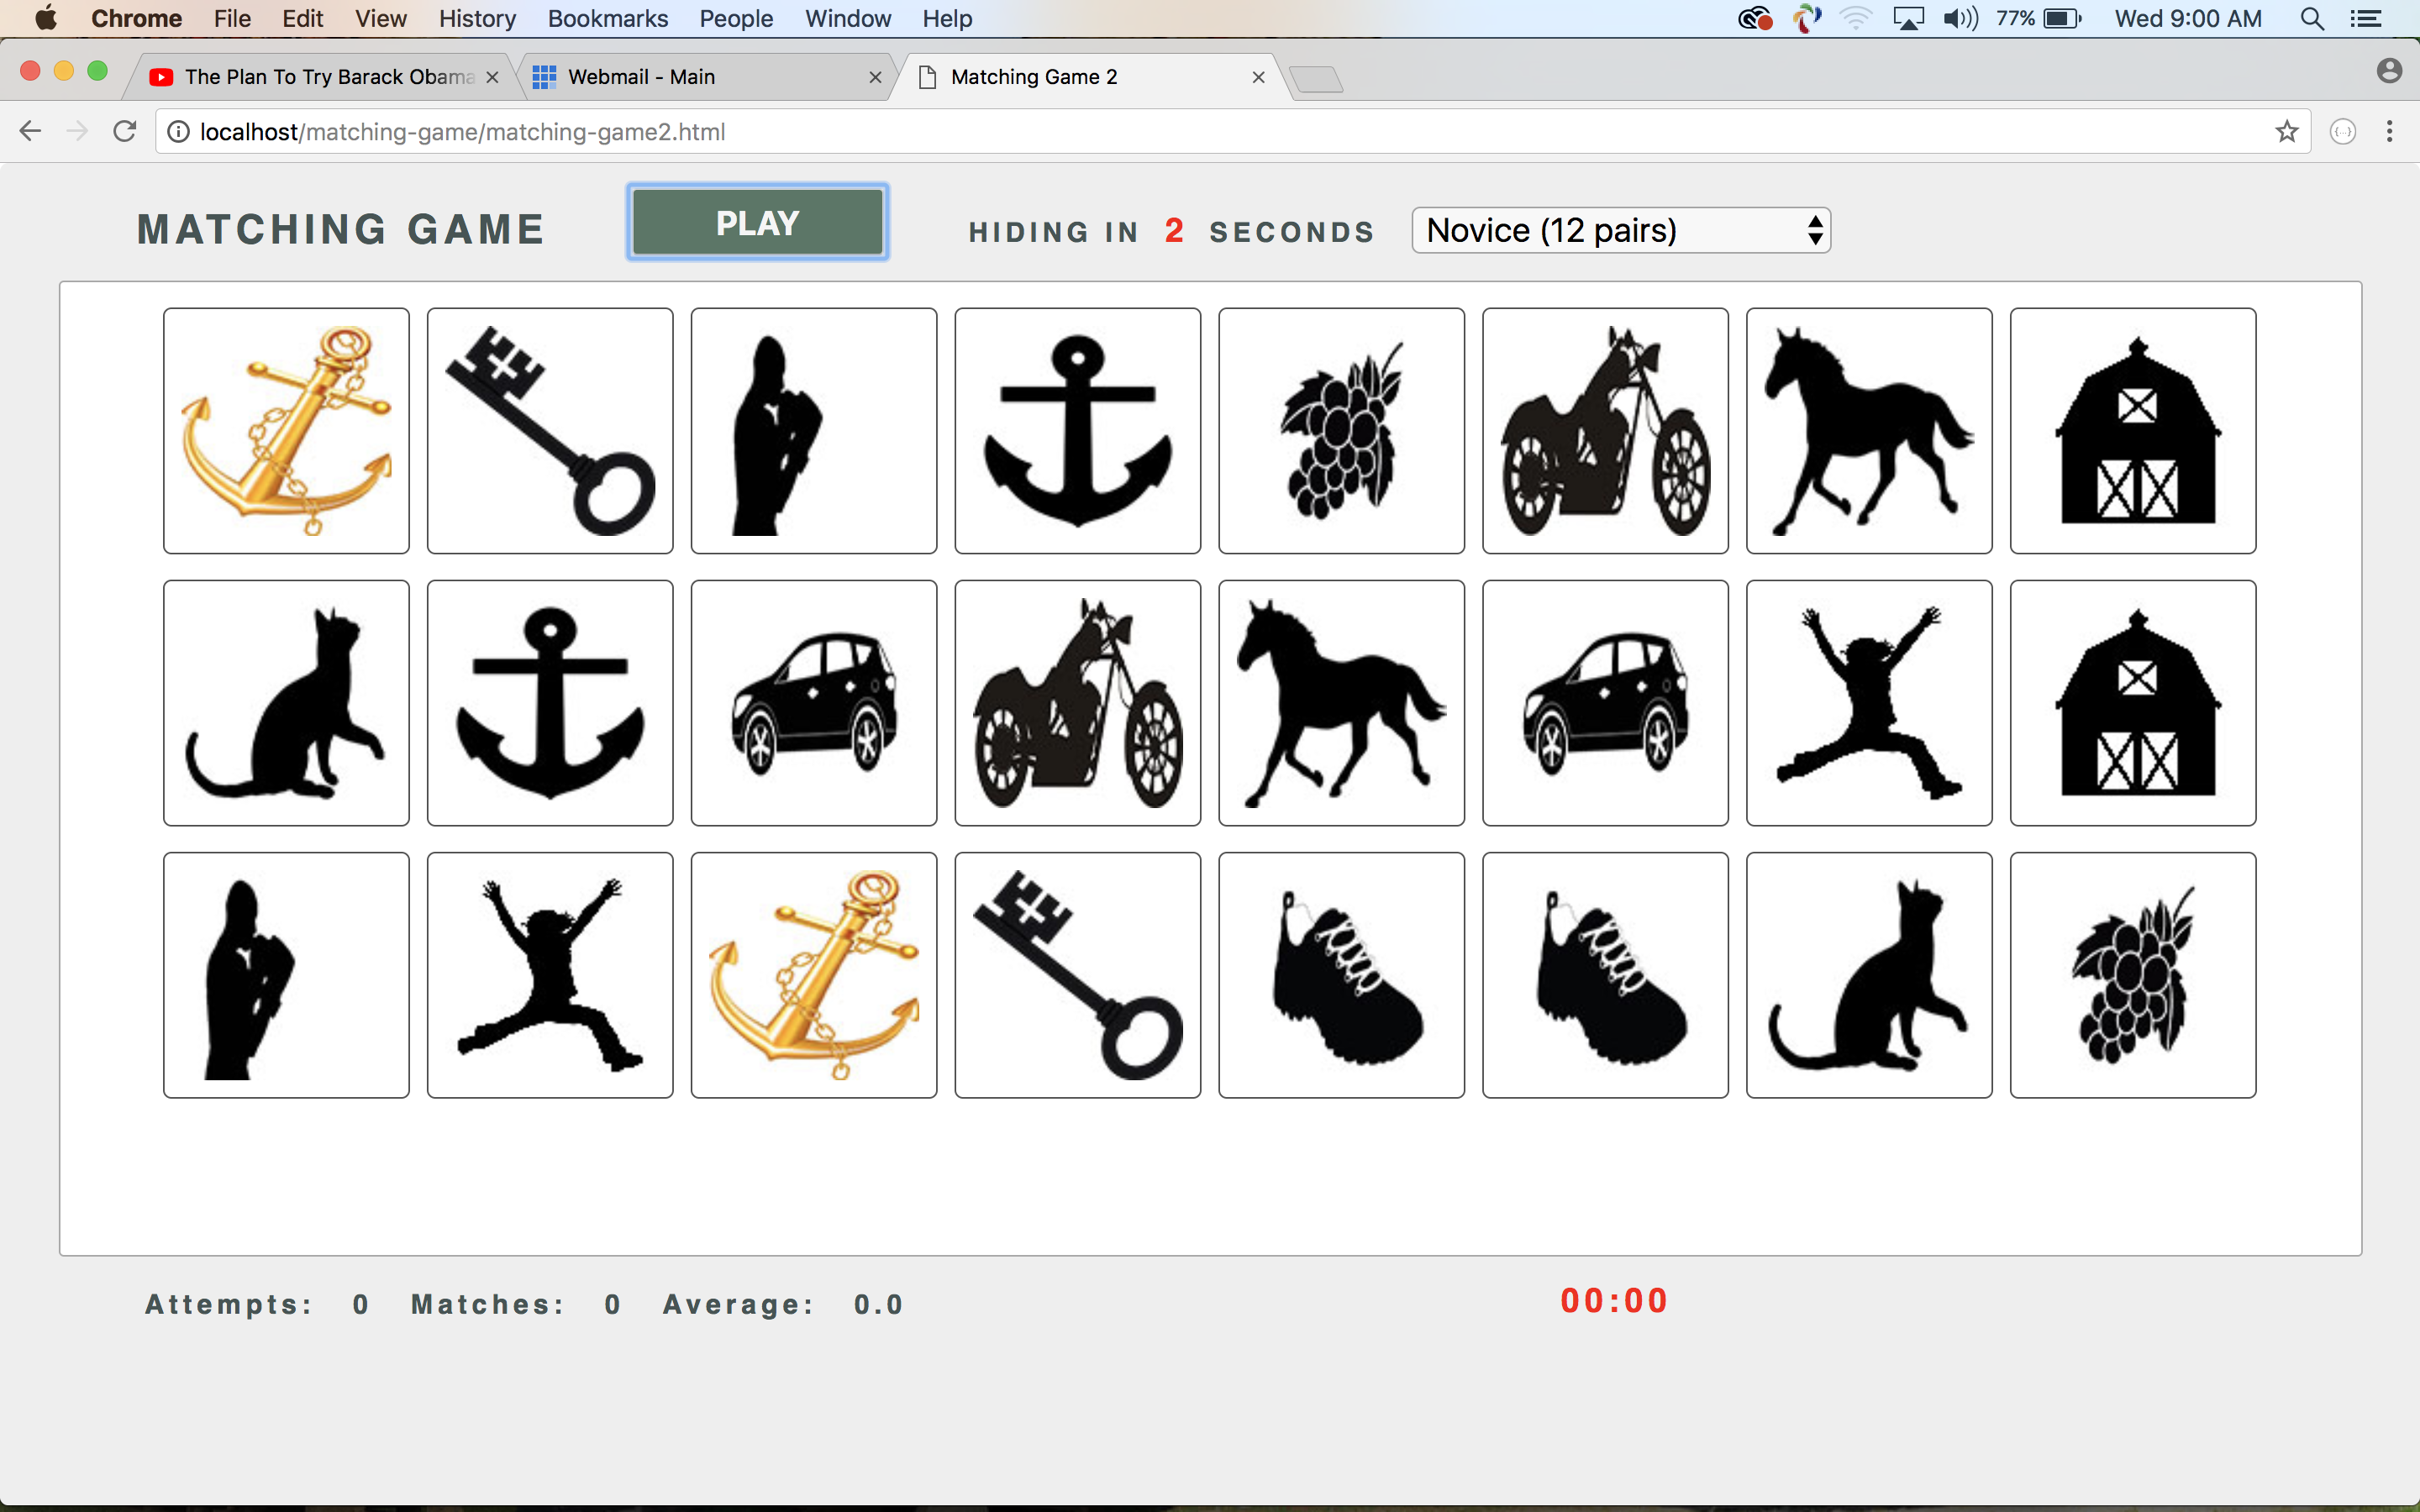 Chrome File Edit View History Bookmarks People Window Help 77% Wed 9:00 AM
The Plan To Try Barack Obama Webmail - Main Matching Game 2
localhost/matching-game/matching-game2.html
MATCHING GAME PLAY HIDING IN 2 SECONDS Novice (12 pairs)
Attempts: 0 Matches: 0 Average: 0.0 00:00